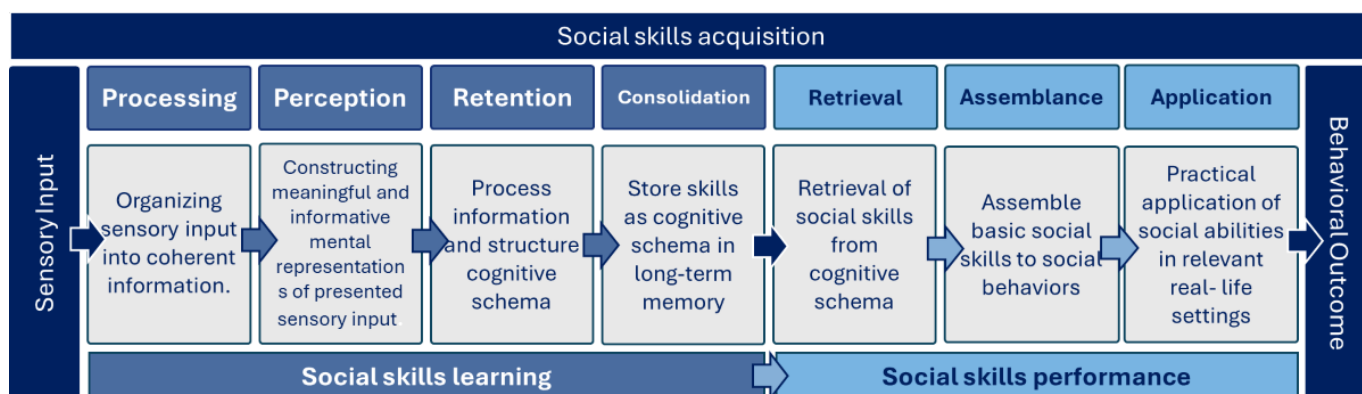 Social skills acquisition
Sensory Input
Processing
Perception
Retention
Consolidation
Retrieval
Assemblance
Application
Organizing
sensory input
into coherent
information.
Constructing
meaningful and
informative
mental
representation
s of presented
sensory input.
Process
information
and structure
cognitive
schema
Store skills
as cognitive
schema in
long-term
memory
Retrieval of
social skills
from
cognitive
schema
Assemble
basic social
skills to social
behaviors
Practical
application of
social abilities
in relevant
real- life
settings
Behavioral Outcome
Social skills learning
Social skills performance